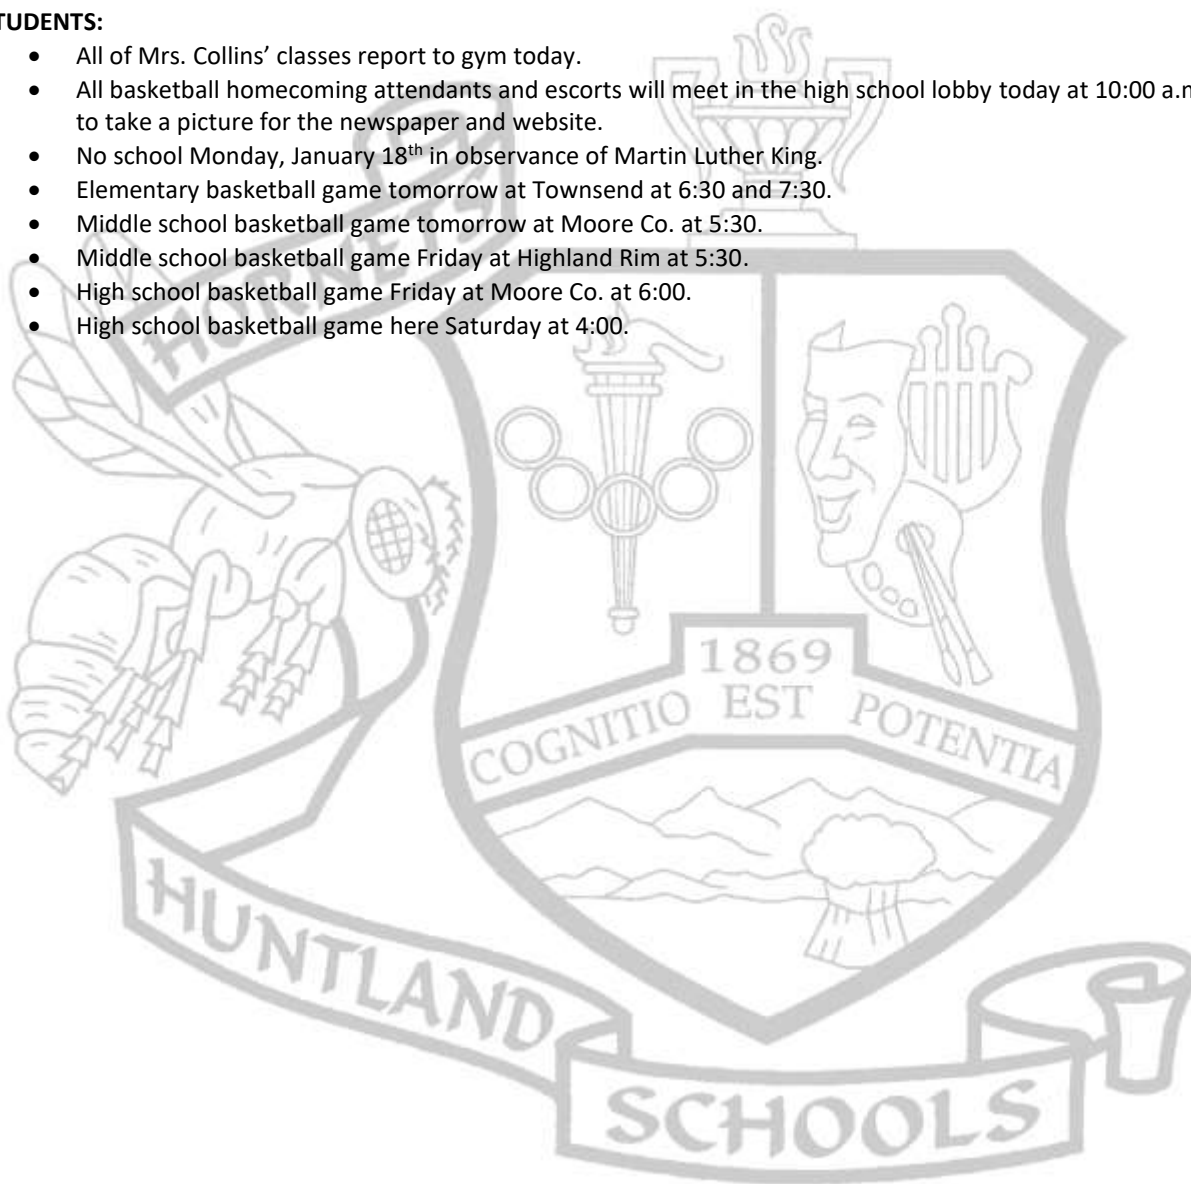 TUDENTS:
• All of Mrs. Collins’ classes report to gym today.
• All basketball homecoming attendants and escorts will meet in the high school lobby today at 10:00 a.m
to take a picture for the newspaper and website.
• No school Monday, January 18th in observance of Martin Luther King.
• Elementary basketball game tomorrow at Townsend at 6:30 and 7:30.
• Middle school basketball game tomorrow at Moore Co. at 5:30.
• Middle school basketball game Friday at Highland Rim at 5:30.
• High school basketball game Friday at Moore Co. at 6:00.
• High school basketball game here Saturday at 4:00.
HORNETS
1869
COGNITIO EST POTENTIA
HUNTLAND
SCHOOLS